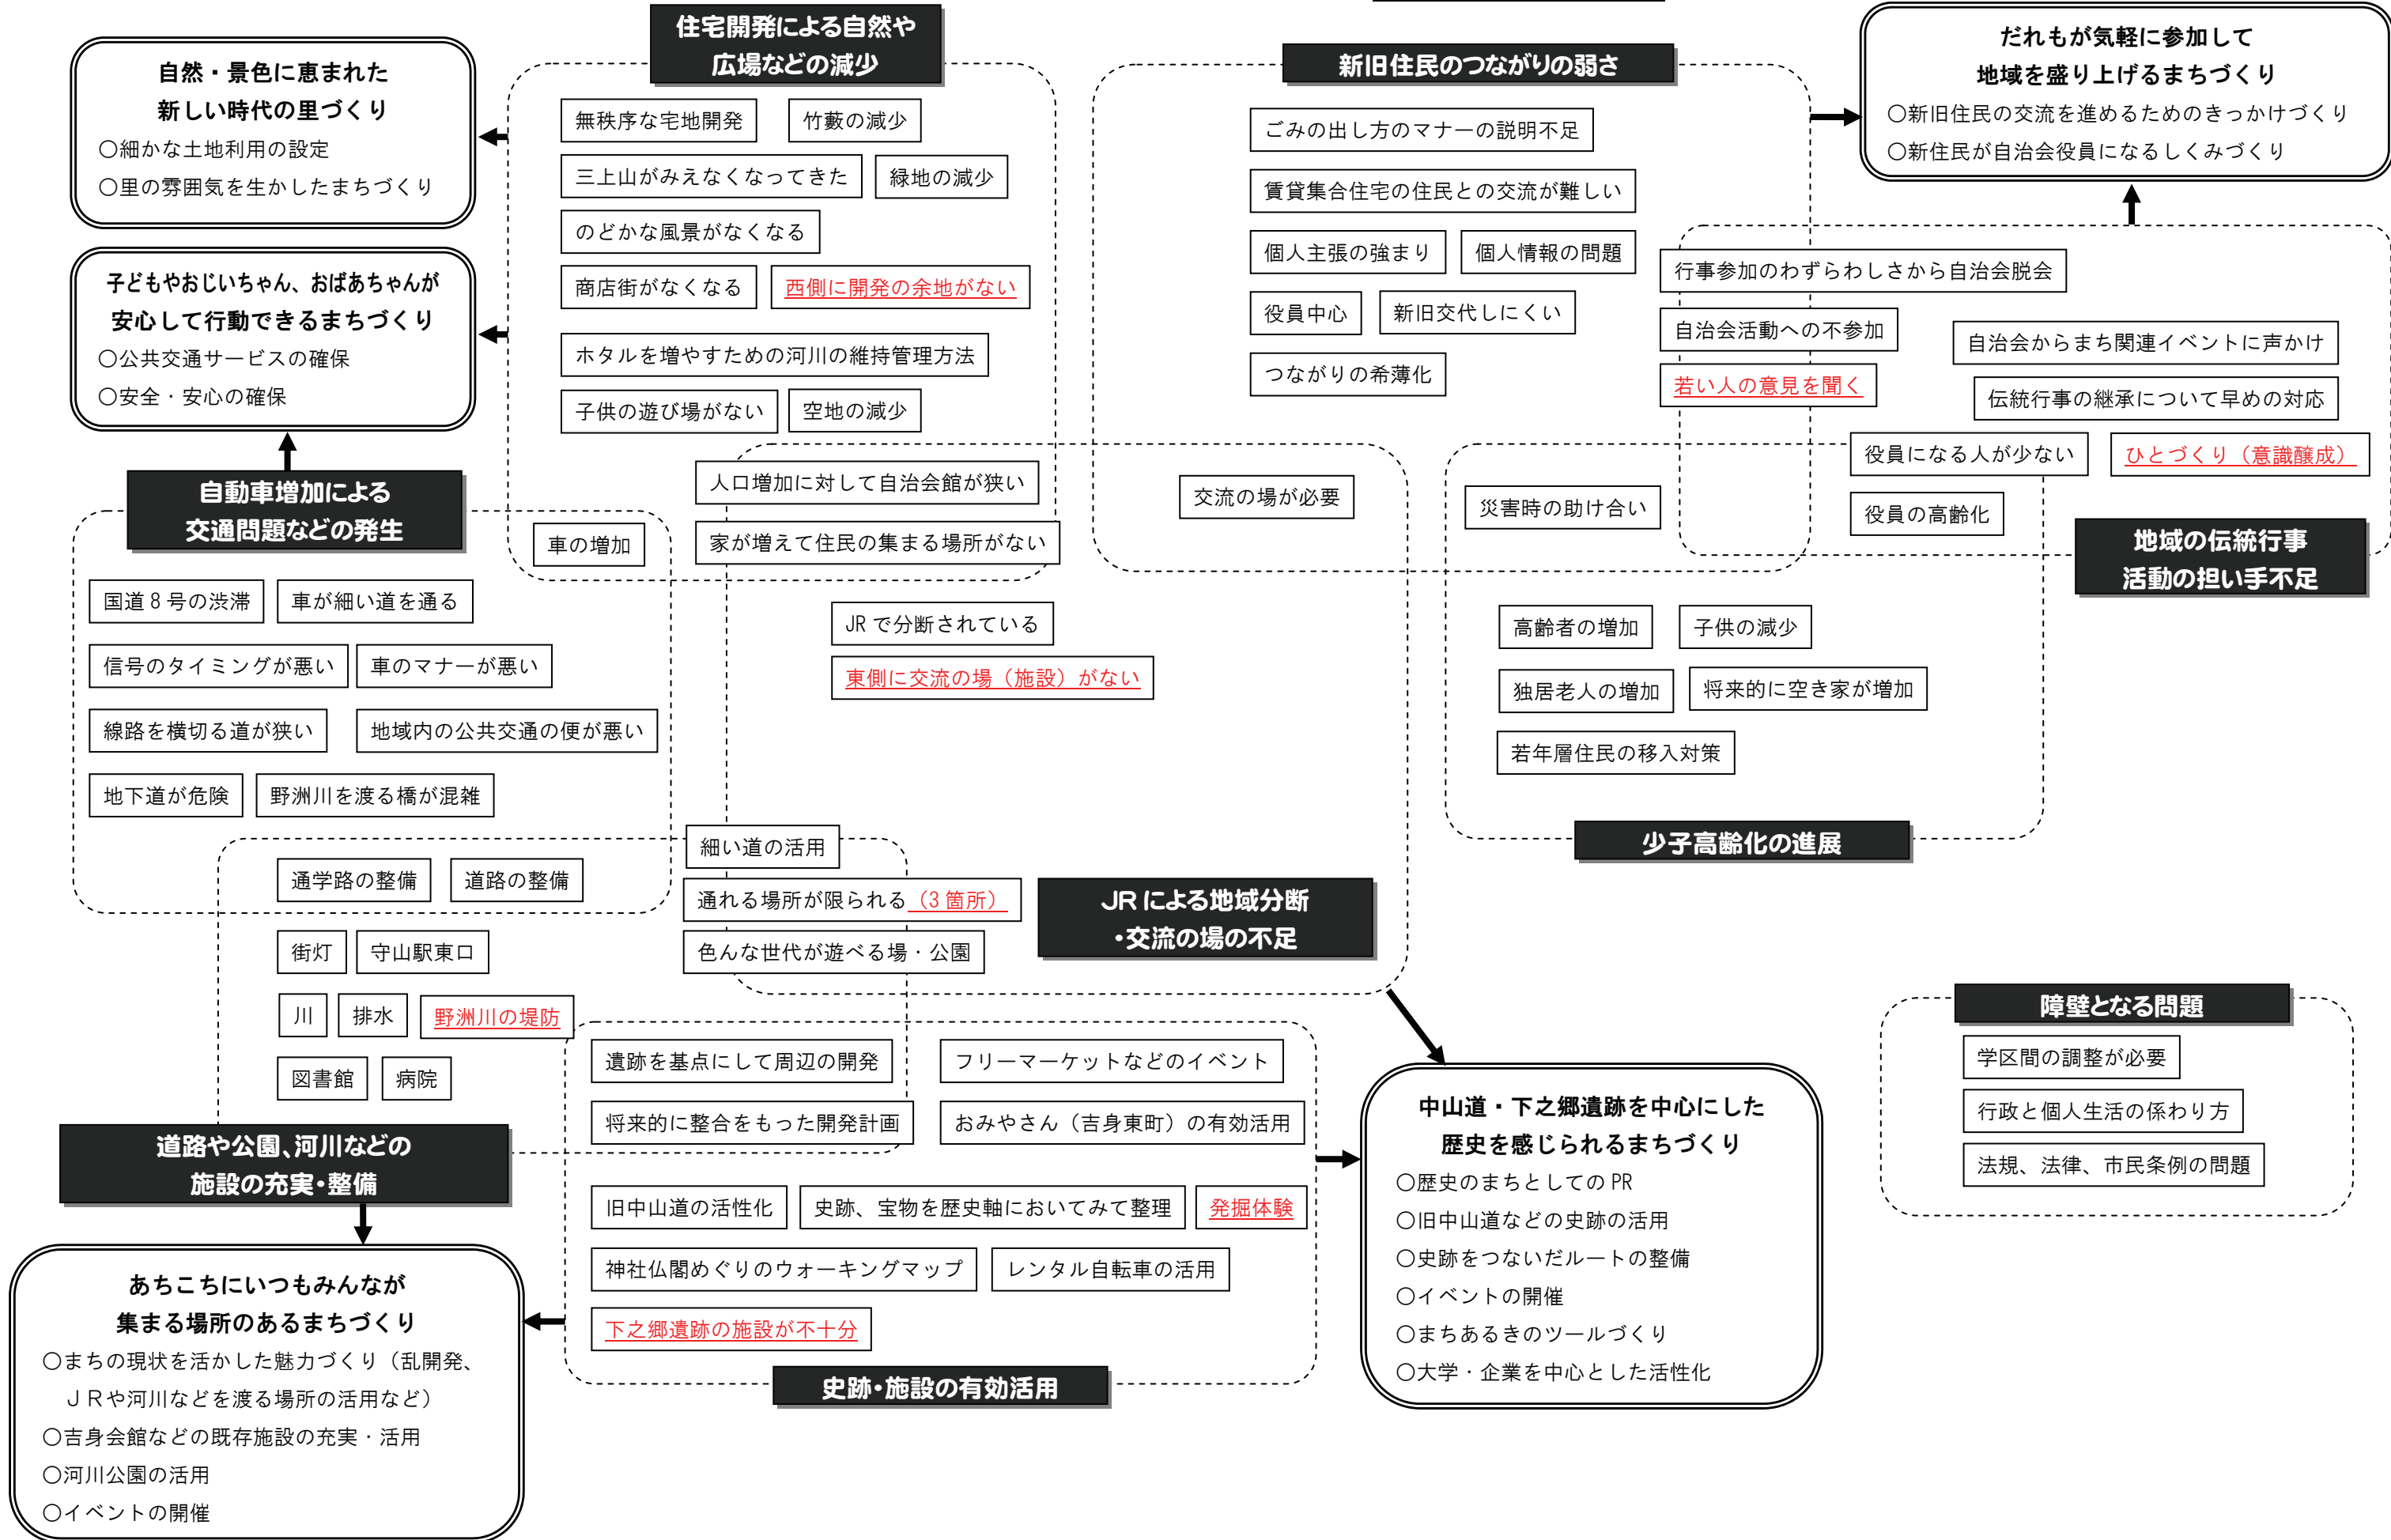 住宅開発による自然や
広場などの減少
無秩序な宅地開発
竹藪の減少
三上山がみえなくなってきた
緑地の減少
のどかな風景がなくなる
商店街がなくなる
西側に開発の余地がない
ホタルを増やすための河川の維持管理方法
子供の遊び場がない
空地の減少
人口増加に対して自治会館が狭い
家が増えて住民の集まる場所がない
車の増加
自然・景色に恵まれた
新しい時代の里づくり
○細かな土地利用の設定
○里の雰囲気を生かしたまちづくり
子どもやおじいちゃん、おばあちゃんが
安心して行動できるまちづくり
○公共交通サービスの確保
○安全・安心の確保
自動車増加による
交通問題などの発生
国道8号の渋滞
車が細い道を通る
信号のタイミングが悪い
車のマナーが悪い
線路を横切る道が狭い
地域内の公共交通の便が悪い
地下道が危険
野洲川を渡る橋が混雑
通学路の整備
道路の整備
街灯
守山駅東口
川
排水
野洲川の堤防
図書館
病院
道路や公園、河川などの
施設の充実・整備
あちこちにいつもみんなが
集まる場所のあるまちづくり
○まちの現状を活かした魅力づくり（乱開発、
ＪＲや河川などを渡る場所の活用など）
○吉身会館などの既存施設の充実・活用
○河川公園の活用
○イベントの開催
新旧住民のつながりの弱さ
ごみの出し方のマナーの説明不足
賃貸集合住宅の住民との交流が難しい
個人主張の強まり
個人情報の問題
役員中心
新旧交代しにくい
つながりの希薄化
交流の場が必要
災害時の助け合い
だれもが気軽に参加して
地域を盛り上げるまちづくり
○新旧住民の交流を進めるためのきっかけづくり
○新住民が自治会役員になるしくみづくり
行事参加のわずらわしさから自治会脱会
自治会活動への不参加
自治会からまち関連イベントに声かけ
若い人の意見を聞く
伝統行事の継承について早めの対応
役員になる人が少ない
ひとづくり（意識醸成）
役員の高齢化
地域の伝統行事
活動の担い手不足
高齢者の増加
子供の減少
独居老人の増加
将来的に空き家が増加
若年層住民の移入対策
少子高齢化の進展
JRで分断されている
東側に交流の場（施設）がない
細い道の活用
通れる場所が限られる（3箇所）
色んな世代が遊べる場・公園
JRによる地域分断
・交流の場の不足
遺跡を基点にして周辺の開発
フリーマーケットなどのイベント
将来的に整合をもった開発計画
おみやさん（吉身東町）の有効活用
旧中山道の活性化
史跡、宝物を歴史軸においてみて整理
発掘体験
神社仏閣めぐりのウォーキングマップ
レンタル自転車の活用
下之郷遺跡の施設が不十分
史跡・施設の有効活用
中山道・下之郷遺跡を中心にした
歴史を感じられるまちづくり
○歴史のまちとしてのPR
○旧中山道などの史跡の活用
○史跡をつないだルートの整備
○イベントの開催
○まちあるきのツールづくり
○大学・企業を中心とした活性化
障壁となる問題
学区間の調整が必要
行政と個人生活の係わり方
法規、法律、市民条例の問題